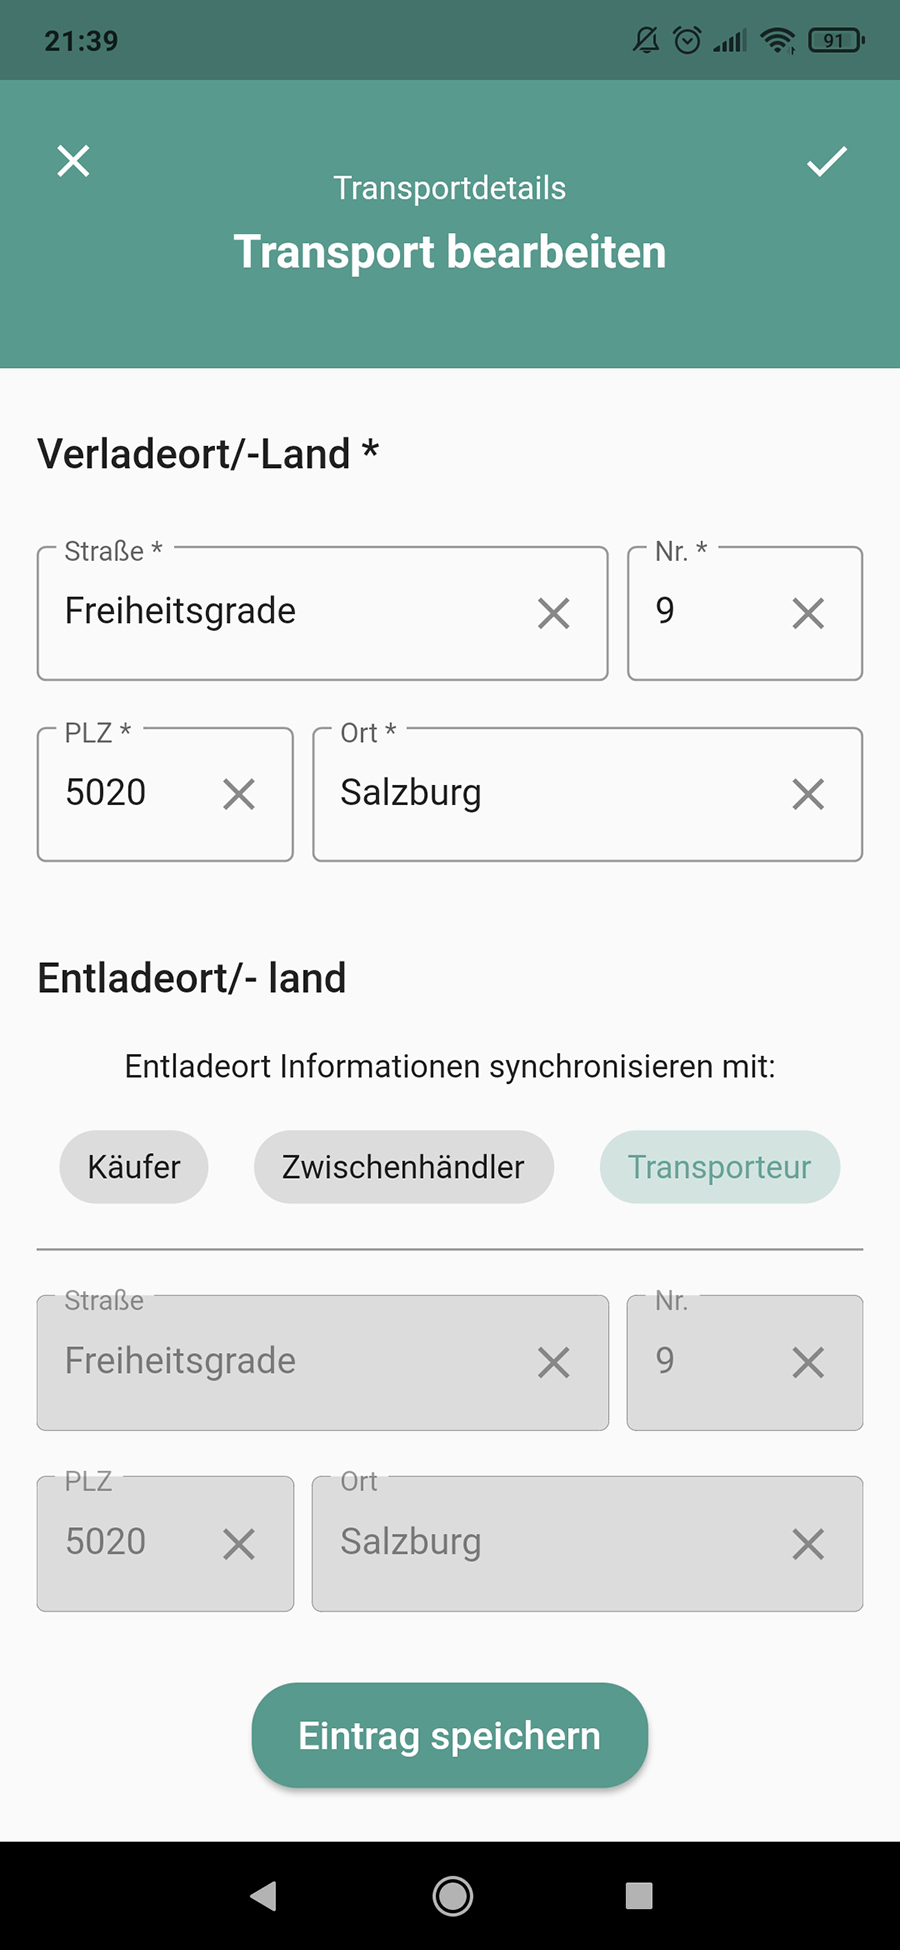 21:39
91
Transportdetails
Transport bearbeiten
Verladeort/-Land *
Straße *
Nr. *
Freiheitsgrade
9
PLZ *
Ort *
5020
Salzburg
Entladeort/- land
Entladeort Informationen synchronisieren mit:
Käufer
Zwischenhändler
Transporteur
Straße
Nr.
Freiheitsgrade
9
PLZ
Ort
5020
Salzburg
Eintrag speichern